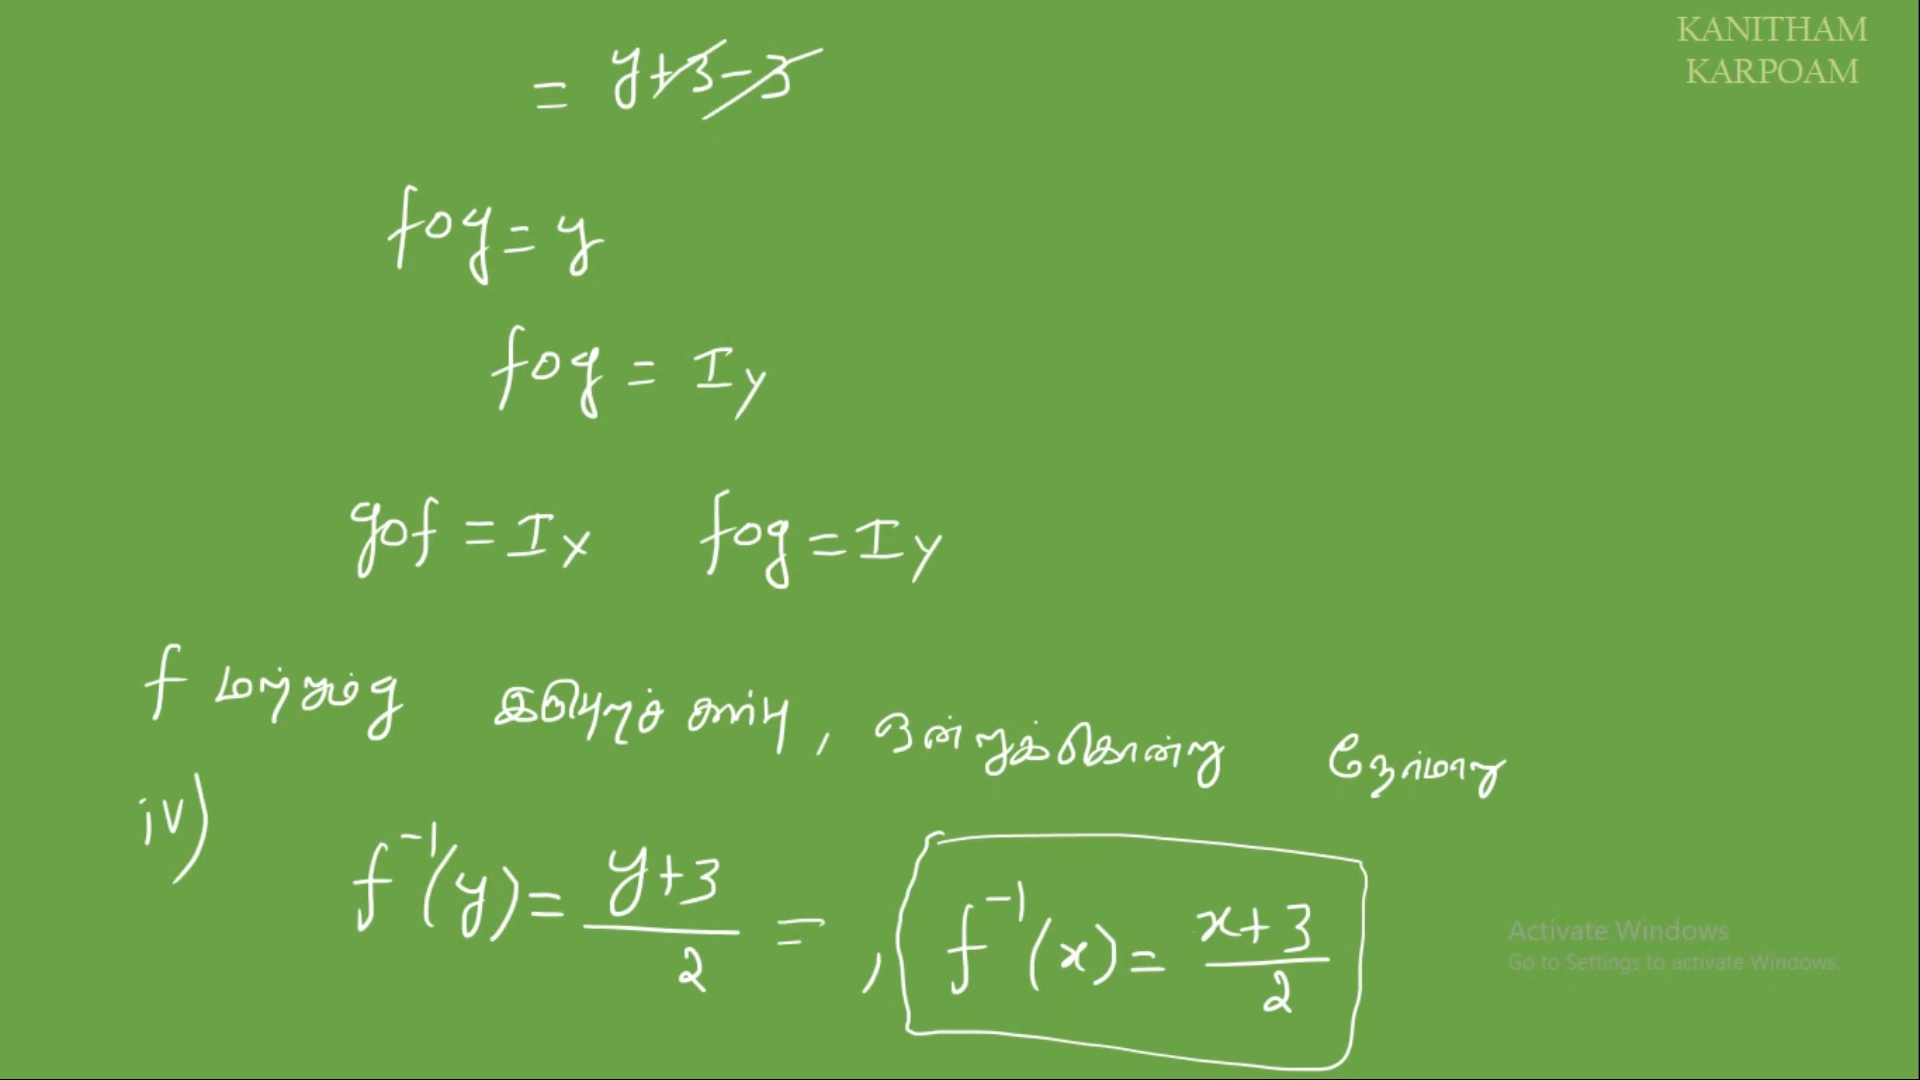 KANITHAM
KARPOAM
= y+3-3
fog = y
fog = Iy
gof = Ix fog = Iy
f மற்றும் g இருபுறச் சார்பு, ஒன்றுக்கொன்று நேர்மாறு
iv)
f⁻¹(y) = y+3/2 = , f⁻¹(x) = x+3/2
Activate Windows
Go to Settings to activate Windows.